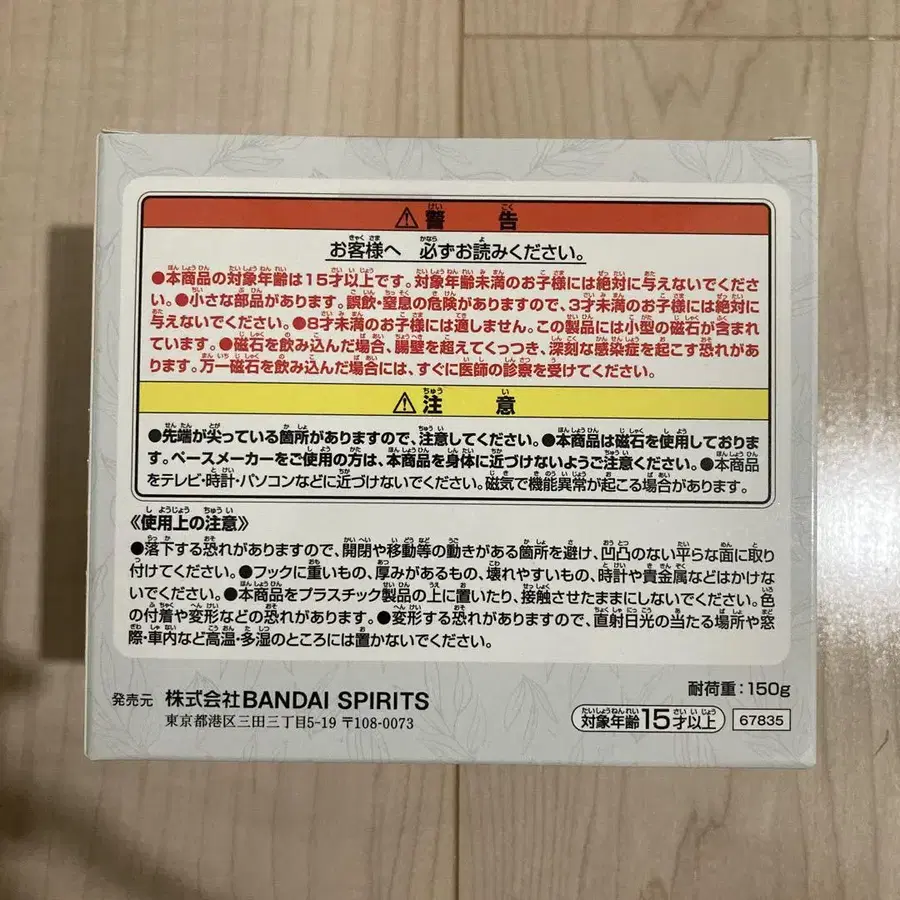 ⚠警告
お客様へ 必ずお読みください。
●本商品の対象年齢は15才以上です。対象年齢未満のお子様には絶対に与えないでくださ
い。●小さな部品があります。誤飲・窒息の危険がありますので、3才未満のお子様には絶対に
与えないでください。●8才未満のお子様には適しません。この製品には小型の磁石が含まれ
ています。●磁石を飲み込んだ場合、腸壁を超えてくっつき、深刻な感染症を起こす恐れがあり
ます。万一磁石を飲み込んだ場合には、すぐに医師の診察を受けてください。
⚠注意
●先端が尖っている箇所がありますので、注意してください。●本商品は磁石を使用しておりま
す。ペースメーカーをご使用の方は、本商品を身体に近づけないようご注意ください。●本商品
をテレビ・時計・パソコンなどに近づけないでください。磁気で機能異常が起こる場合があります。
《使用上の注意》
●落下する恐れがありますので、開閉や移動等の動きがある箇所を避け、凹凸のない平らな面に取り
付けてください。●フックに重いもの、厚みがあるもの、壊れやすいもの、時計や貴金属などはかけな
いでください。●本商品をプラスチック製品の上に置いたり、接触させたままにしないでください。色
の付着や変形などの恐れがあります。●変形する恐れがありますので、直射日光の当たる場所や窓
際・車内など高温・多湿のところには置かないでください。
耐荷重:150g
発売元 株式会社BANDAI SPIRITS
東京都港区三田三丁目5-19 〒108-0073
対象年齢15才以上 67835